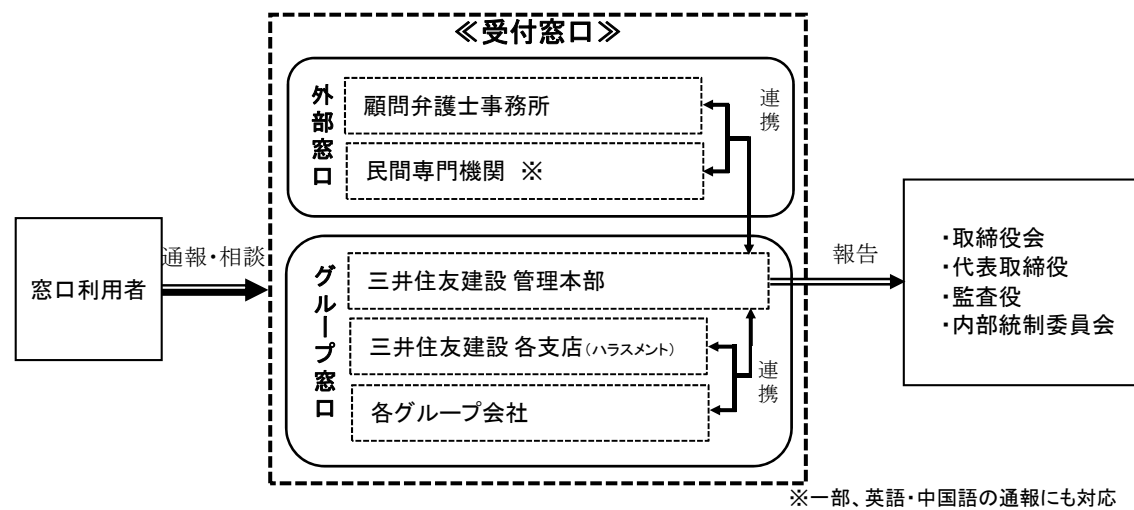 ≪受付窓口≫
外部窓口
顧問弁護士事務所
民間専門機関 ※
連携
窓口利用者
通報・相談
グループ窓口
三井住友建設 管理本部
三井住友建設 各支店(ハラスメント)
各グループ会社
連携
報告
・取締役会
・代表取締役
・監査役
・内部統制委員会
※一部、英語・中国語の通報にも対応